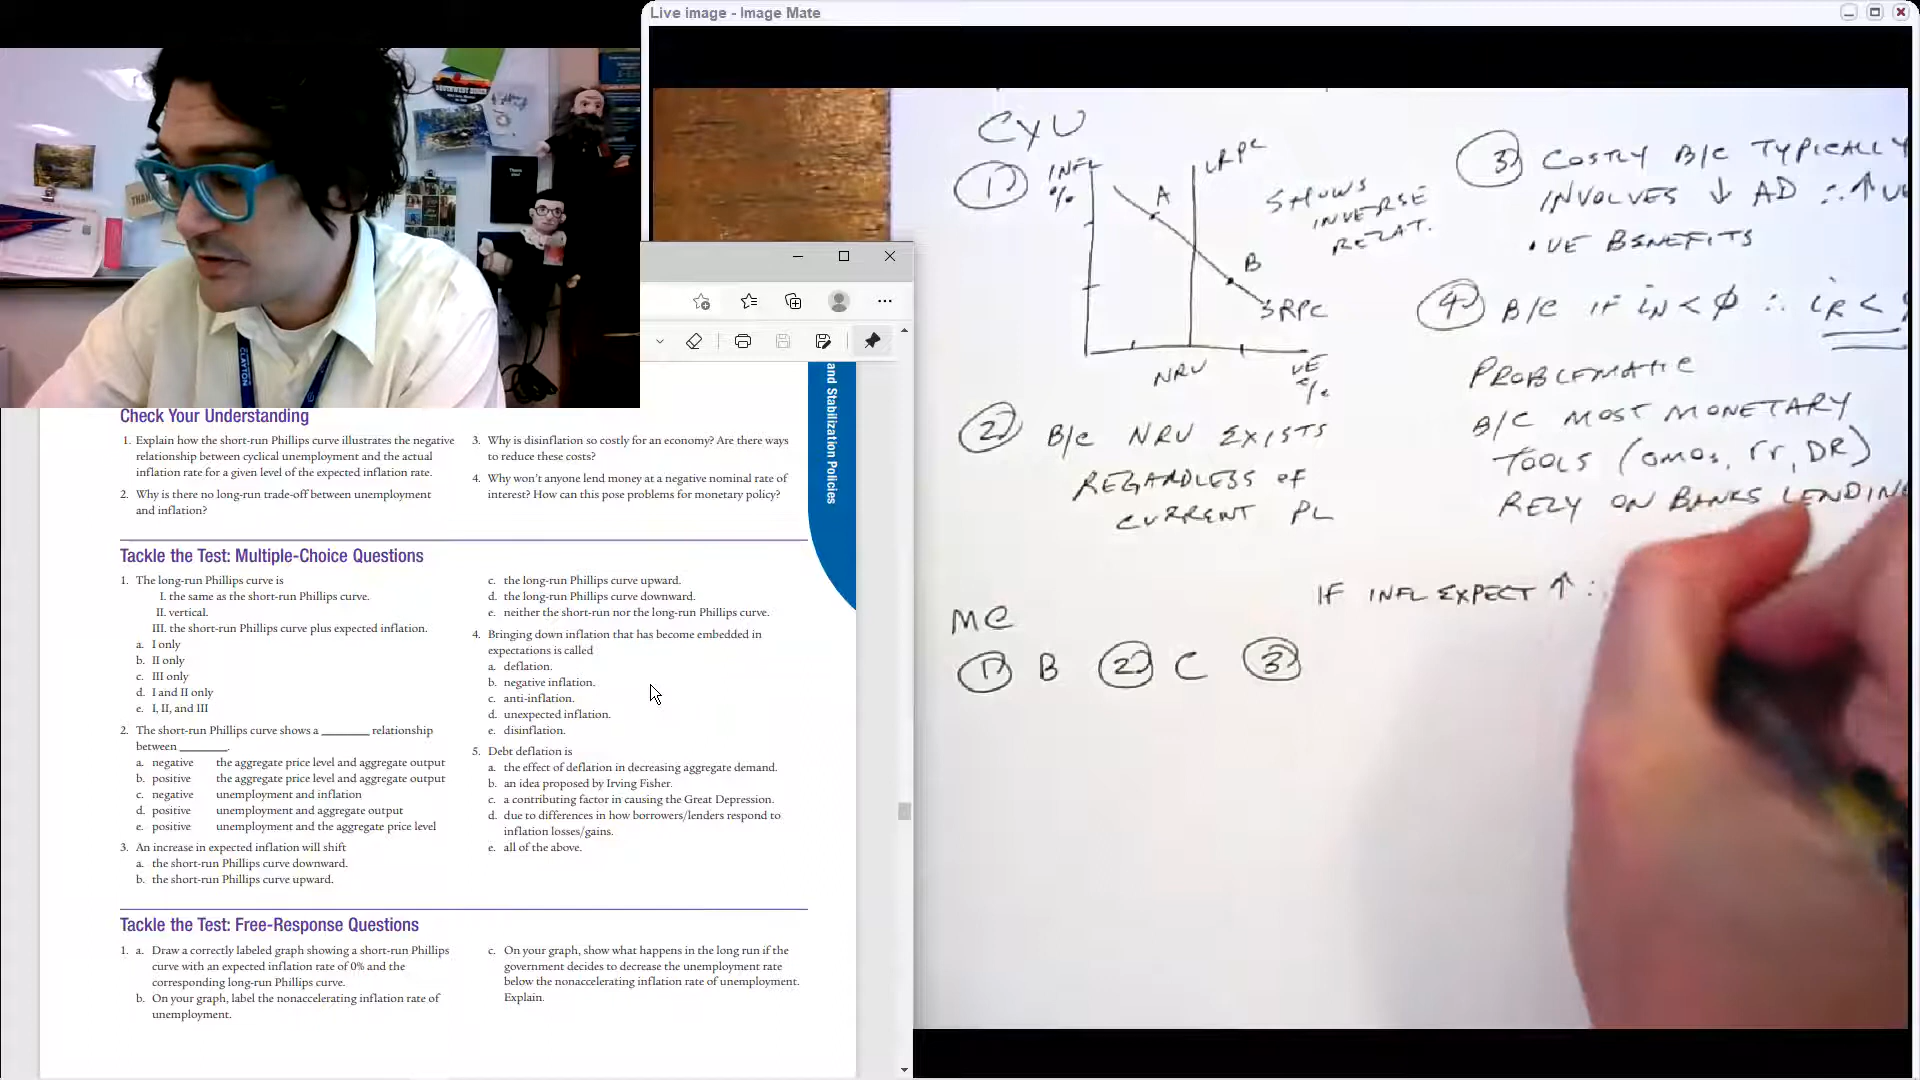 Live image - Image Mate
SOUTHWEST DINER
CLAYTON
and Stabilization Policies
Check Your Understanding
1. Explain how the short-run Phillips curve illustrates the negative
relationship between cyclical unemployment and the actual
inflation rate for a given level of the expected inflation rate.
2. Why is there no long-run trade-off between unemployment
and inflation?
3. Why is disinflation so costly for an economy? Are there ways
to reduce these costs?
4. Why won't anyone lend money at a negative nominal rate of
interest? How can this pose problems for monetary policy?
Tackle the Test: Multiple-Choice Questions
1. The long-run Phillips curve is
I. the same as the short-run Phillips curve.
II. vertical.
III. the short-run Phillips curve plus expected inflation.
a. I only
b. II only
c. III only
d. I and II only
e. I, II, and III
2. The short-run Phillips curve shows a ________ relationship
between ________.
a. negative the aggregate price level and aggregate output
b. positive the aggregate price level and aggregate output
c. negative unemployment and inflation
d. positive unemployment and aggregate output
e. positive unemployment and the aggregate price level
3. An increase in expected inflation will shift
a. the short-run Phillips curve downward.
b. the short-run Phillips curve upward.
c. the long-run Phillips curve upward.
d. the long-run Phillips curve downward.
e. neither the short-run nor the long-run Phillips curve.
4. Bringing down inflation that has become embedded in
expectations is called
a. deflation.
b. negative inflation.
c. anti-inflation.
d. unexpected inflation.
e. disinflation.
5. Debt deflation is
a. the effect of deflation in decreasing aggregate demand.
b. an idea proposed by Irving Fisher.
c. a contributing factor in causing the Great Depression.
d. due to differences in how borrowers/lenders respond to
inflation losses/gains.
e. all of the above.
Tackle the Test: Free-Response Questions
1. a. Draw a correctly labeled graph showing a short-run Phillips
curve with an expected inflation rate of 0% and the
corresponding long-run Phillips curve.
b. On your graph, label the nonaccelerating inflation rate of
unemployment.
c. On your graph, show what happens in the long run if the
government decides to decrease the unemployment rate
below the nonaccelerating inflation rate of unemployment.
Explain.
CYU
1 INFL %
LRPC
A
B
SRPC
NRU
UE %
SHOWS
INVERSE
RELAT.
2 B/C NRU EXISTS
REGARDLESS OF
CURRENT PL
3 COSTLY B/C TYPICALLY
INVOLVES ↓ AD ∴ ↑
• UE BENEFITS
4 B/C IF iN < Ø ∴ iR <
PROBLEMATIC
B/C MOST MONETARY
TOOLS (OMOs, rr, DR)
RELY ON BANKS LENDING
IF INFL EXPECT ↑
MC
1 B 2 C 3